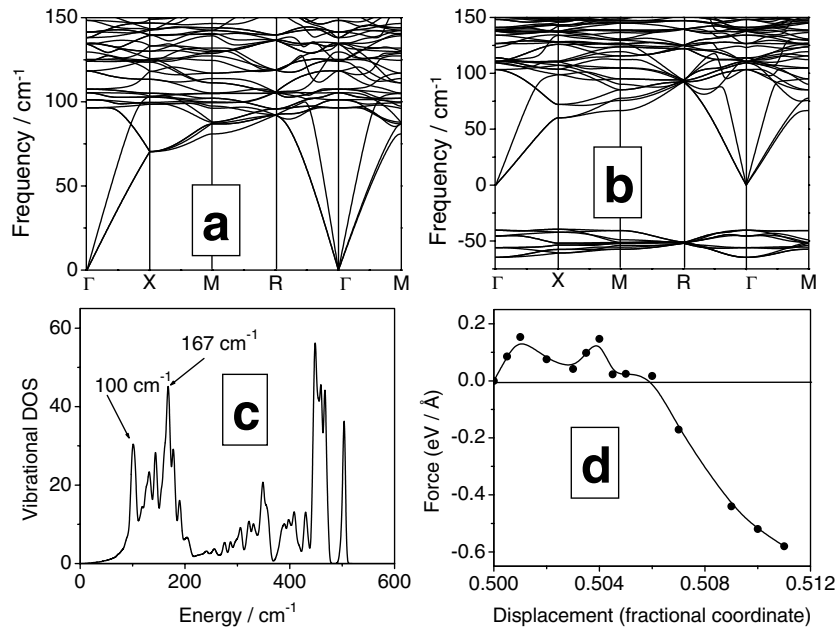 150
100
50
0
Frequency / cm⁻¹
a
Γ X M R Γ M
150
100
50
0
-50
Frequency / cm⁻¹
b
Γ X M R Γ M
60
40
20
0
Vibrational DOS
100 cm⁻¹
167 cm⁻¹
c
0 200 400 600
Energy / cm⁻¹
0.2
0.0
-0.2
-0.4
-0.6
Force (eV / Å)
d
0.500 0.504 0.508 0.512
Displacement (fractional coordinate)